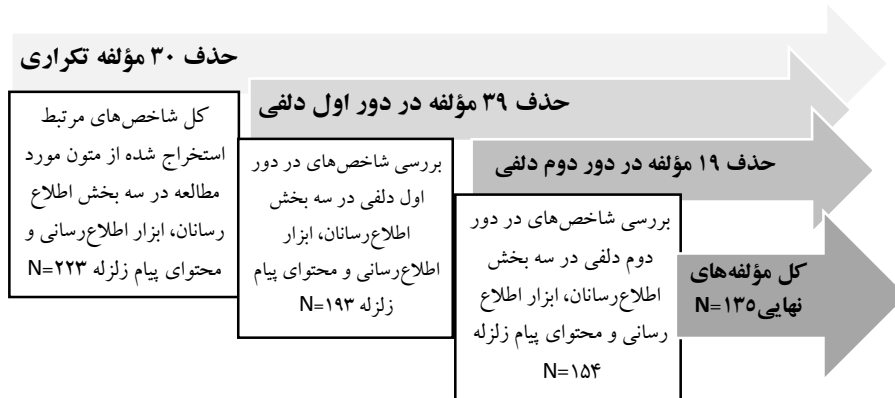 حذف ۳۰ مؤلفه تکراری
کل شاخص‌های مرتبط
استخراج شده از متون مورد
مطالعه در سه بخش اطلاع
رسانان، ابزار اطلاع‌رسانی و
محتوای پیام زلزله N=۲۲۳
حذف ۳۹ مؤلفه در دور اول دلفی
بررسی شاخص‌های در دور
اول دلفی در سه بخش
اطلاع‌رسانان، ابزار
اطلاع‌رسانی و محتوای پیام
زلزله N=۱۹۳
حذف ۱۹ مؤلفه در دور دوم دلفی
بررسی شاخص‌های در دور
دوم دلفی در سه بخش
اطلاع‌رسانان، ابزار اطلاع
رسانی و محتوای پیام زلزله
N=۱۵۴
کل مؤلفه‌های
نهایی N=۱۳۵